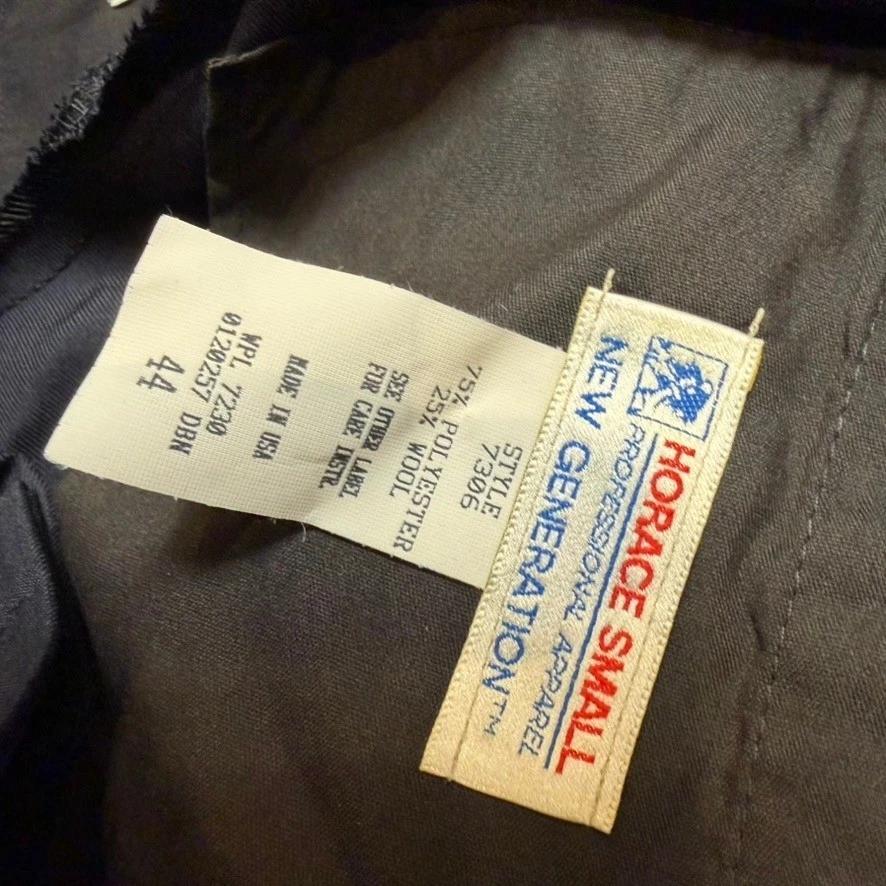 HORACE SMALL
PROFESSIONAL APPAREL
NEW GENERATION™
STYLE
7306
75% POLYESTER
25% WOOL
SEE OTHER LABEL
FOR CARE INSTR.
MADE IN USA
WPL 7230
0120257 DBN
44